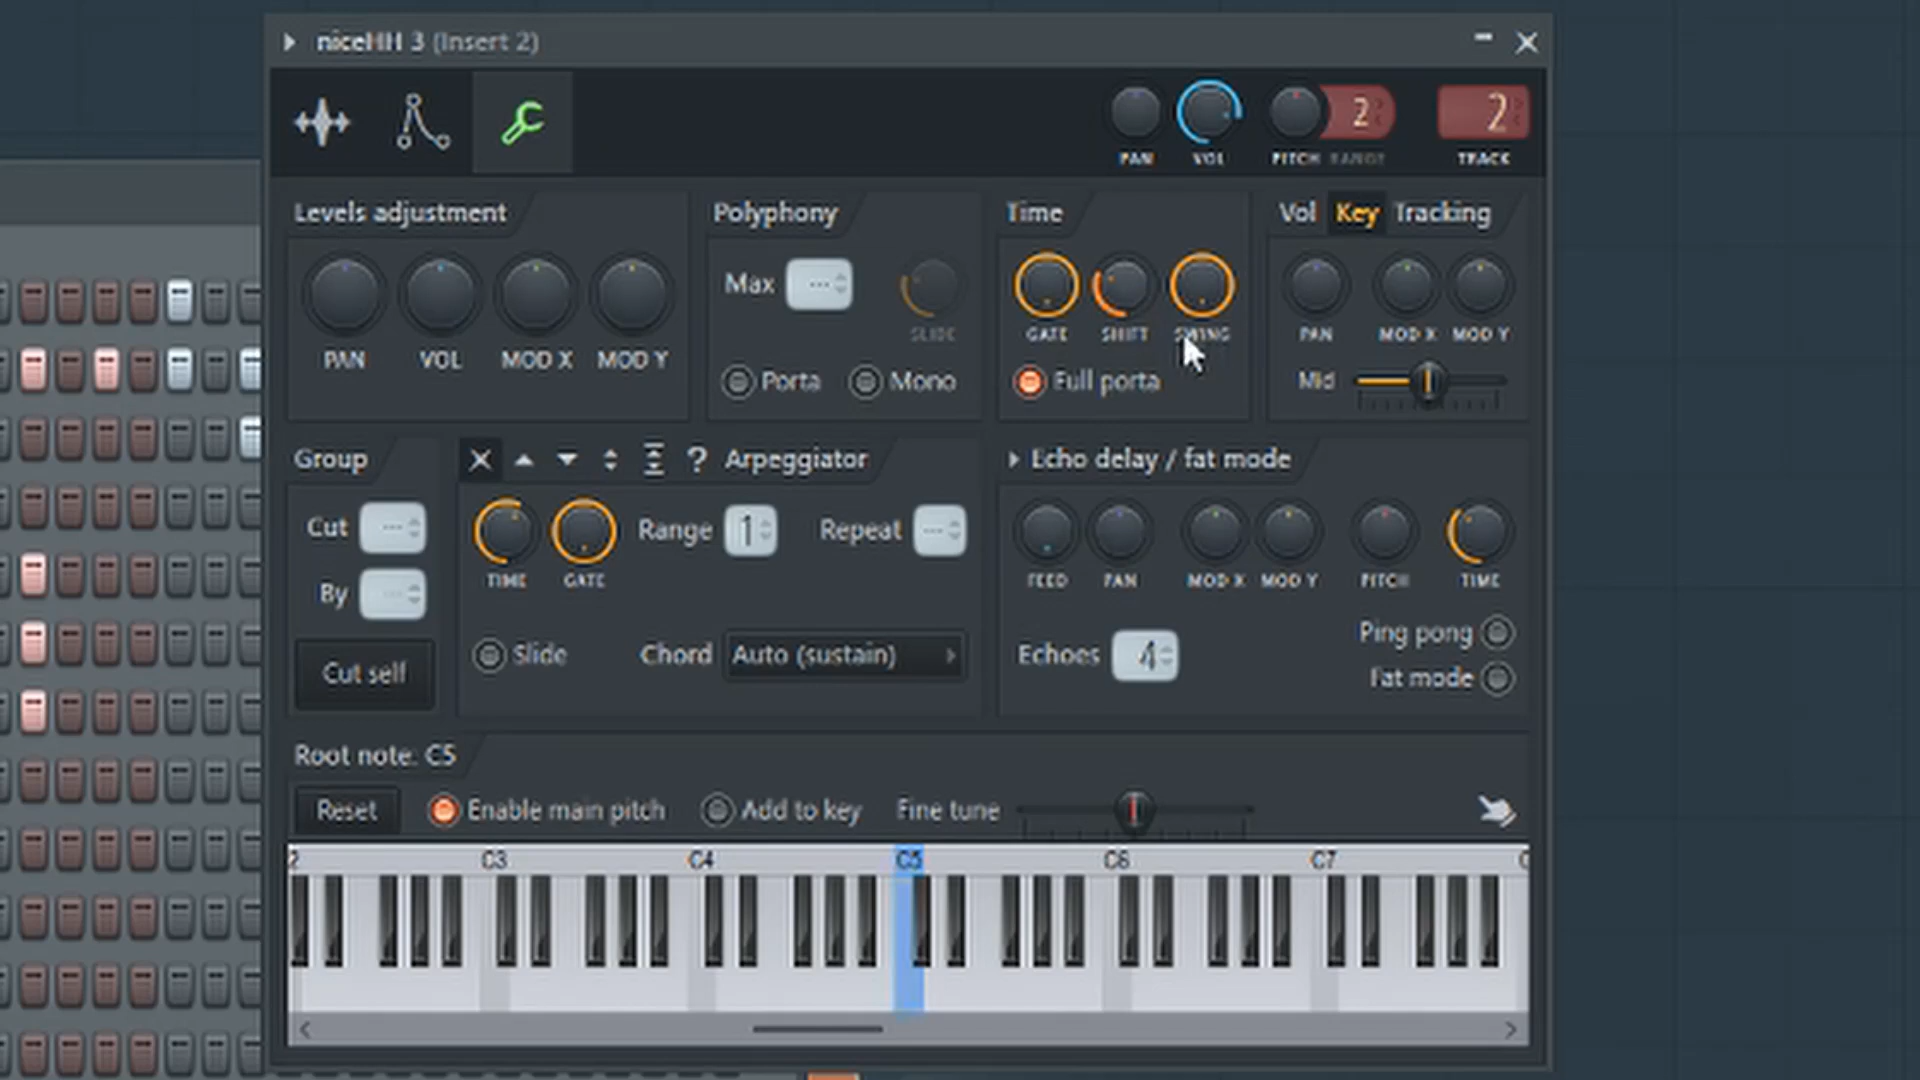 niceHH 3 (Insert 2)
PAN VOL PITCH 2 RANGE 2 TRACK
Levels adjustment
PAN VOL MOD X MOD Y
Polyphony
Max ---
SLIDE
Porta Mono
Time
GATE SHIFT SWING
Full porta
Vol Key Tracking
PAN MOD X MOD Y
Mid
Group
Cut ---
By ---
Cut self
? Arpeggiator
TIME GATE Range 1 Repeat ---
Slide Chord Auto (sustain)
Echo delay / fat mode
FEED PAN MOD X MOD Y PITCH TIME
Echoes 4
Ping pong
Fat mode
Root note: C5
Reset Enable main pitch Add to key Fine tune
2 C3 C4 C5 C6 C7 C